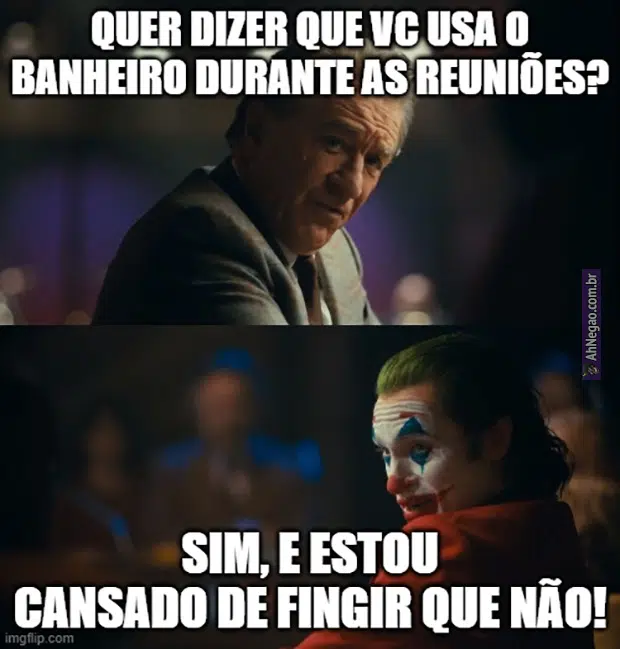 QUER DIZER QUE VC USA O
BANHEIRO DURANTE AS REUNIÕES?
AhNegao.com.br
SIM, E ESTOU
CANSADO DE FINGIR QUE NÃO!
imgflip.com